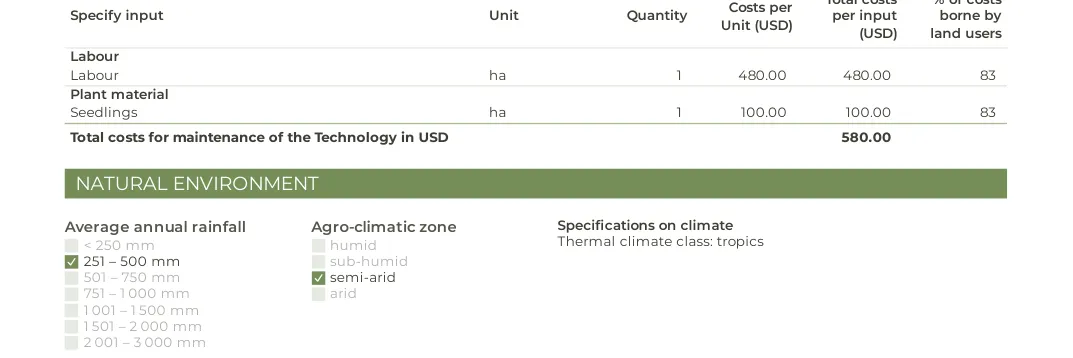 Specify input Unit Quantity Costs per Unit (USD) Total costs per input (USD) % of costs borne by land users
Labour
Labour ha 1 480.00 480.00 83
Plant material
Seedlings ha 1 100.00 100.00 83
Total costs for maintenance of the Technology in USD 580.00
NATURAL ENVIRONMENT
Average annual rainfall
< 250 mm
251 – 500 mm
501 – 750 mm
751 – 1 000 mm
1 001 – 1 500 mm
1 501 – 2 000 mm
2 001 – 3 000 mm
Agro-climatic zone
humid
sub-humid
semi-arid
arid
Specifications on climate
Thermal climate class: tropics